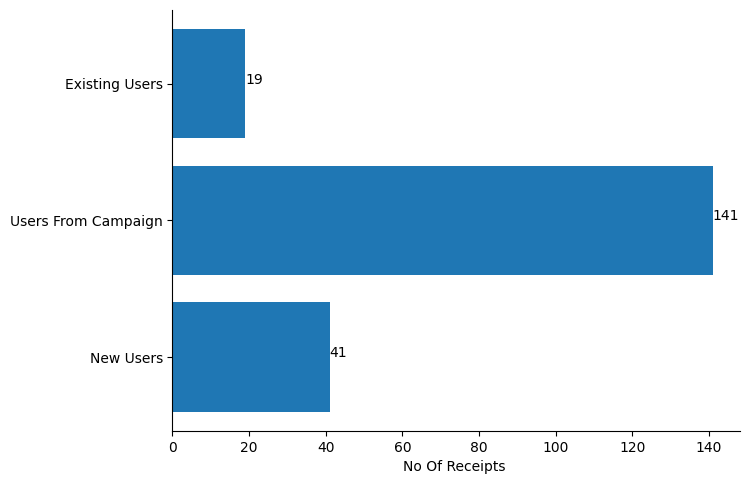 Existing Users
19
Users From Campaign
141
New Users
41
0 20 40 60 80 100 120 140
No Of Receipts